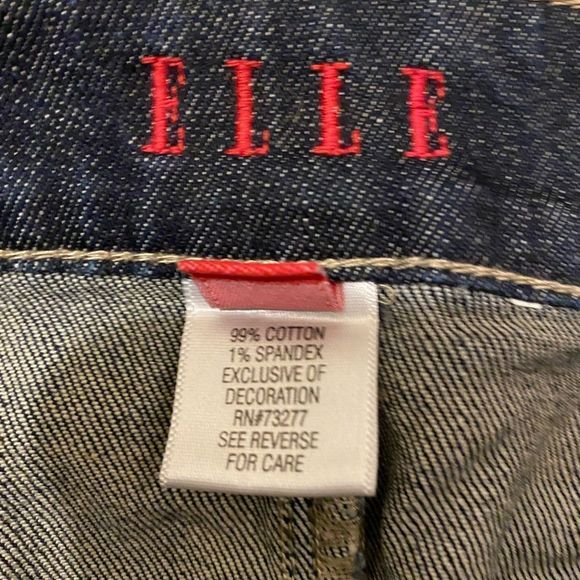 ELLE
99% COTTON
1% SPANDEX
EXCLUSIVE OF
DECORATION
RN#73277
SEE REVERSE
FOR CARE